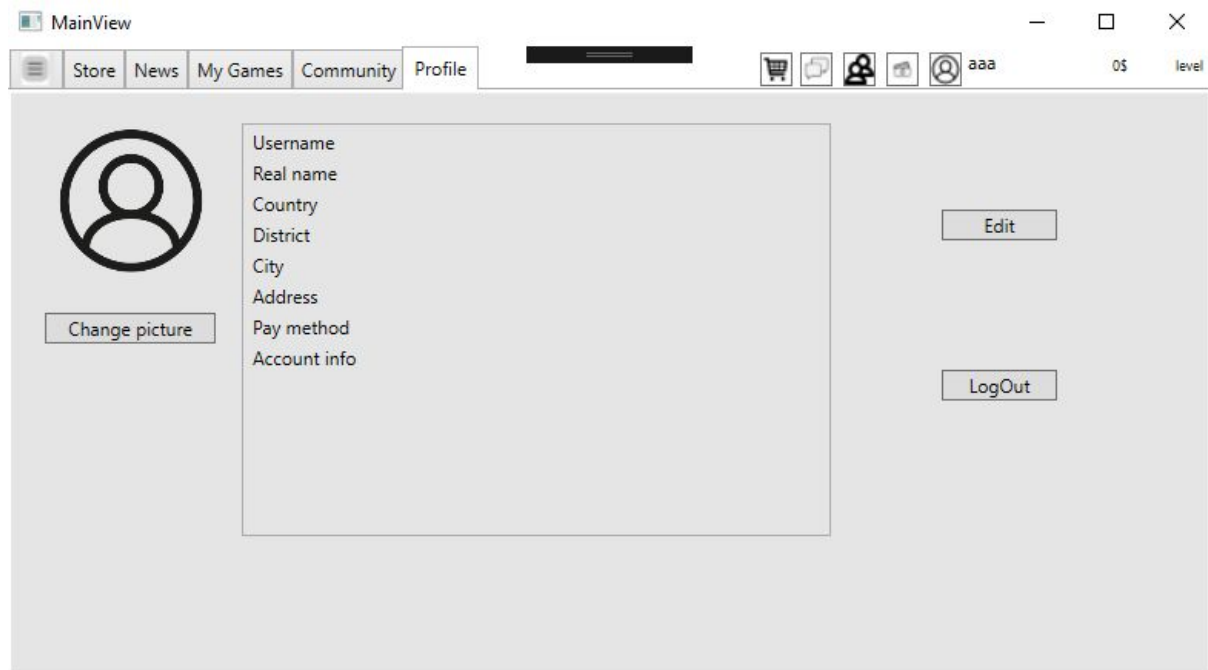 MainView
Store News My Games Community Profile aaa 0$ level
Username
Real name
Country
District
City
Address
Pay method
Account info
Change picture
Edit
LogOut